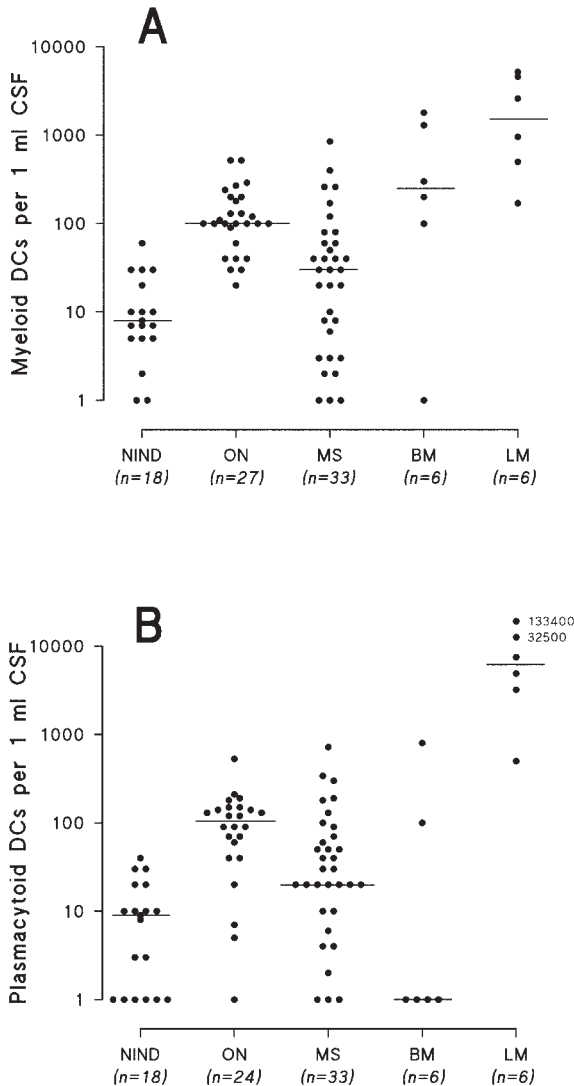 A
Myeloid DCs per 1 ml CSF
10000
1000
100
10
1
NIND ON MS BM LM
(n=18) (n=27) (n=33) (n=6) (n=6)
B
Plasmacytoid DCs per 1 ml CSF
133400
32500
10000
1000
100
10
1
NIND ON MS BM LM
(n=18) (n=24) (n=33) (n=6) (n=6)